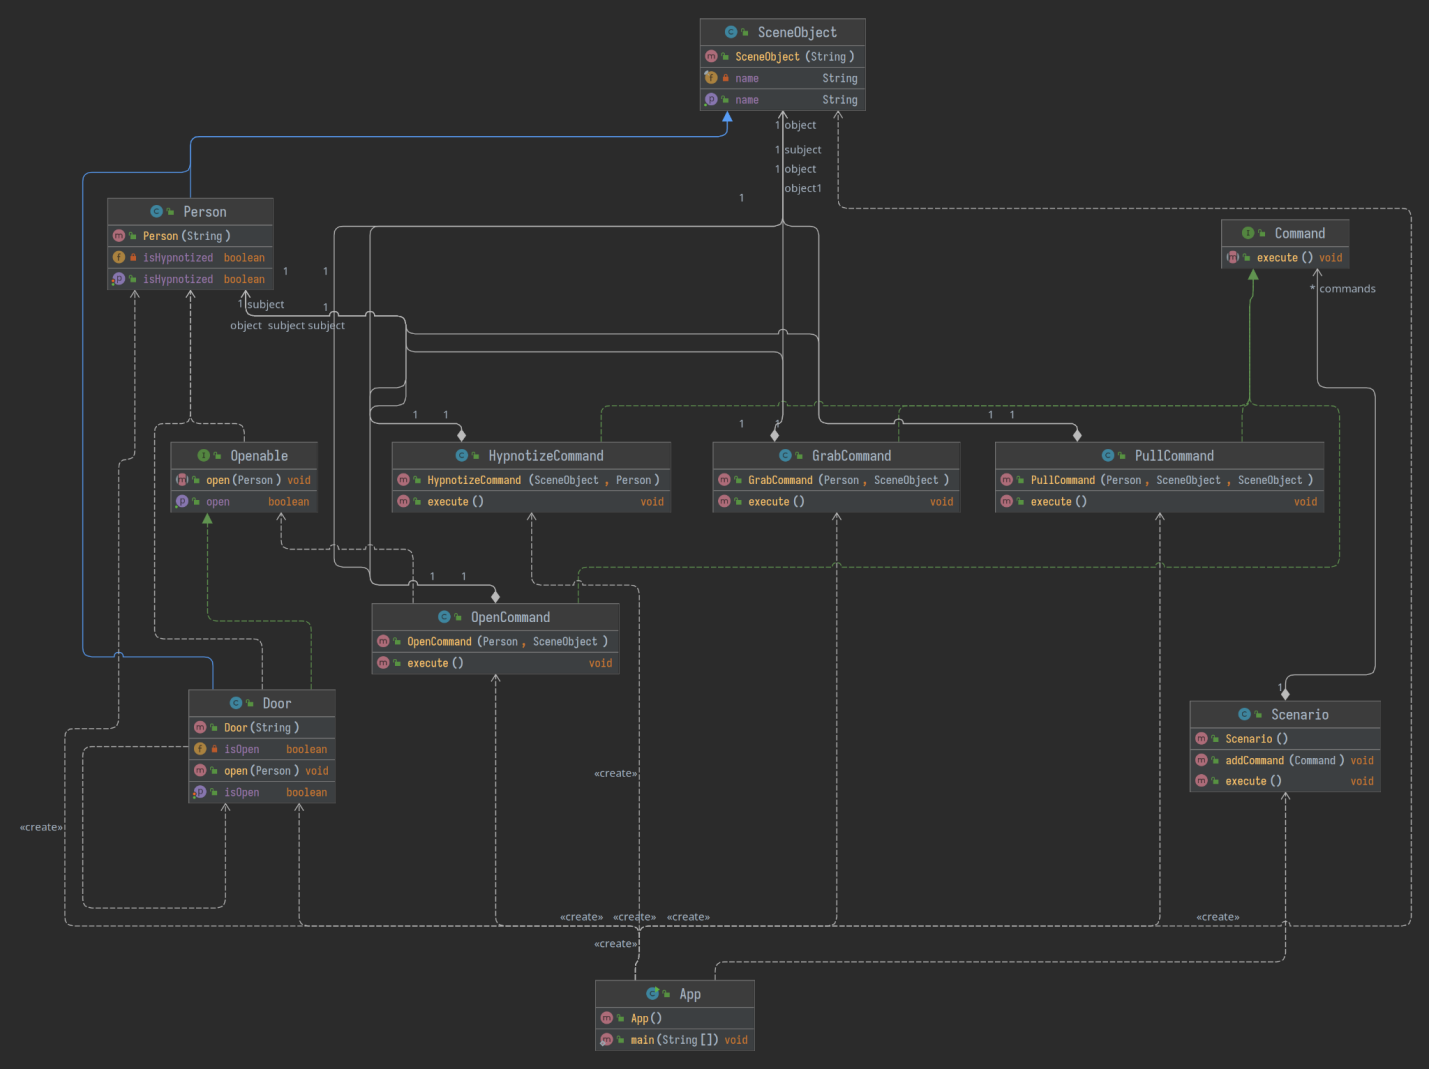 SceneObject
SceneObject(String)
name String
name String
1 object
1 subject
1 object
object1
1
Person
Person(String)
isHypnotized boolean
isHypnotized boolean
Command
execute() void
* commands
1 1
1 subject 1
object subject subject
1 1
1 1
1 1
Openable
open(Person) void
open boolean
HypnotizeCommand
HypnotizeCommand(SceneObject, Person)
execute() void
GrabCommand
GrabCommand(Person, SceneObject)
execute() void
PullCommand
PullCommand(Person, SceneObject, SceneObject)
execute() void
1 1
OpenCommand
OpenCommand(Person, SceneObject)
execute() void
1
Door
Door(String)
isOpen boolean
open(Person) void
isOpen boolean
Scenario
Scenario()
addCommand(Command) void
execute() void
«create»
«create»
«create» «create» «create» «create»
«create»
App
App()
main(String[]) void